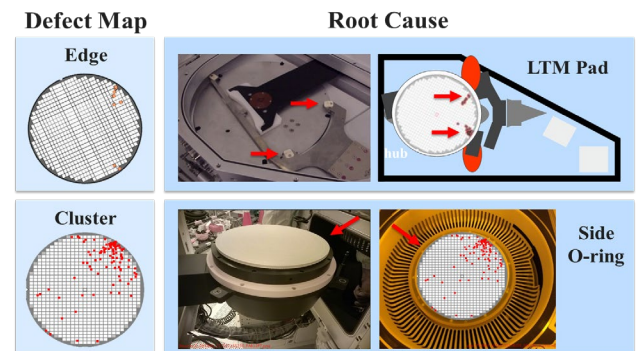 Defect Map
Root Cause
Edge
LTM Pad
hub
Cluster
Side
O-ring